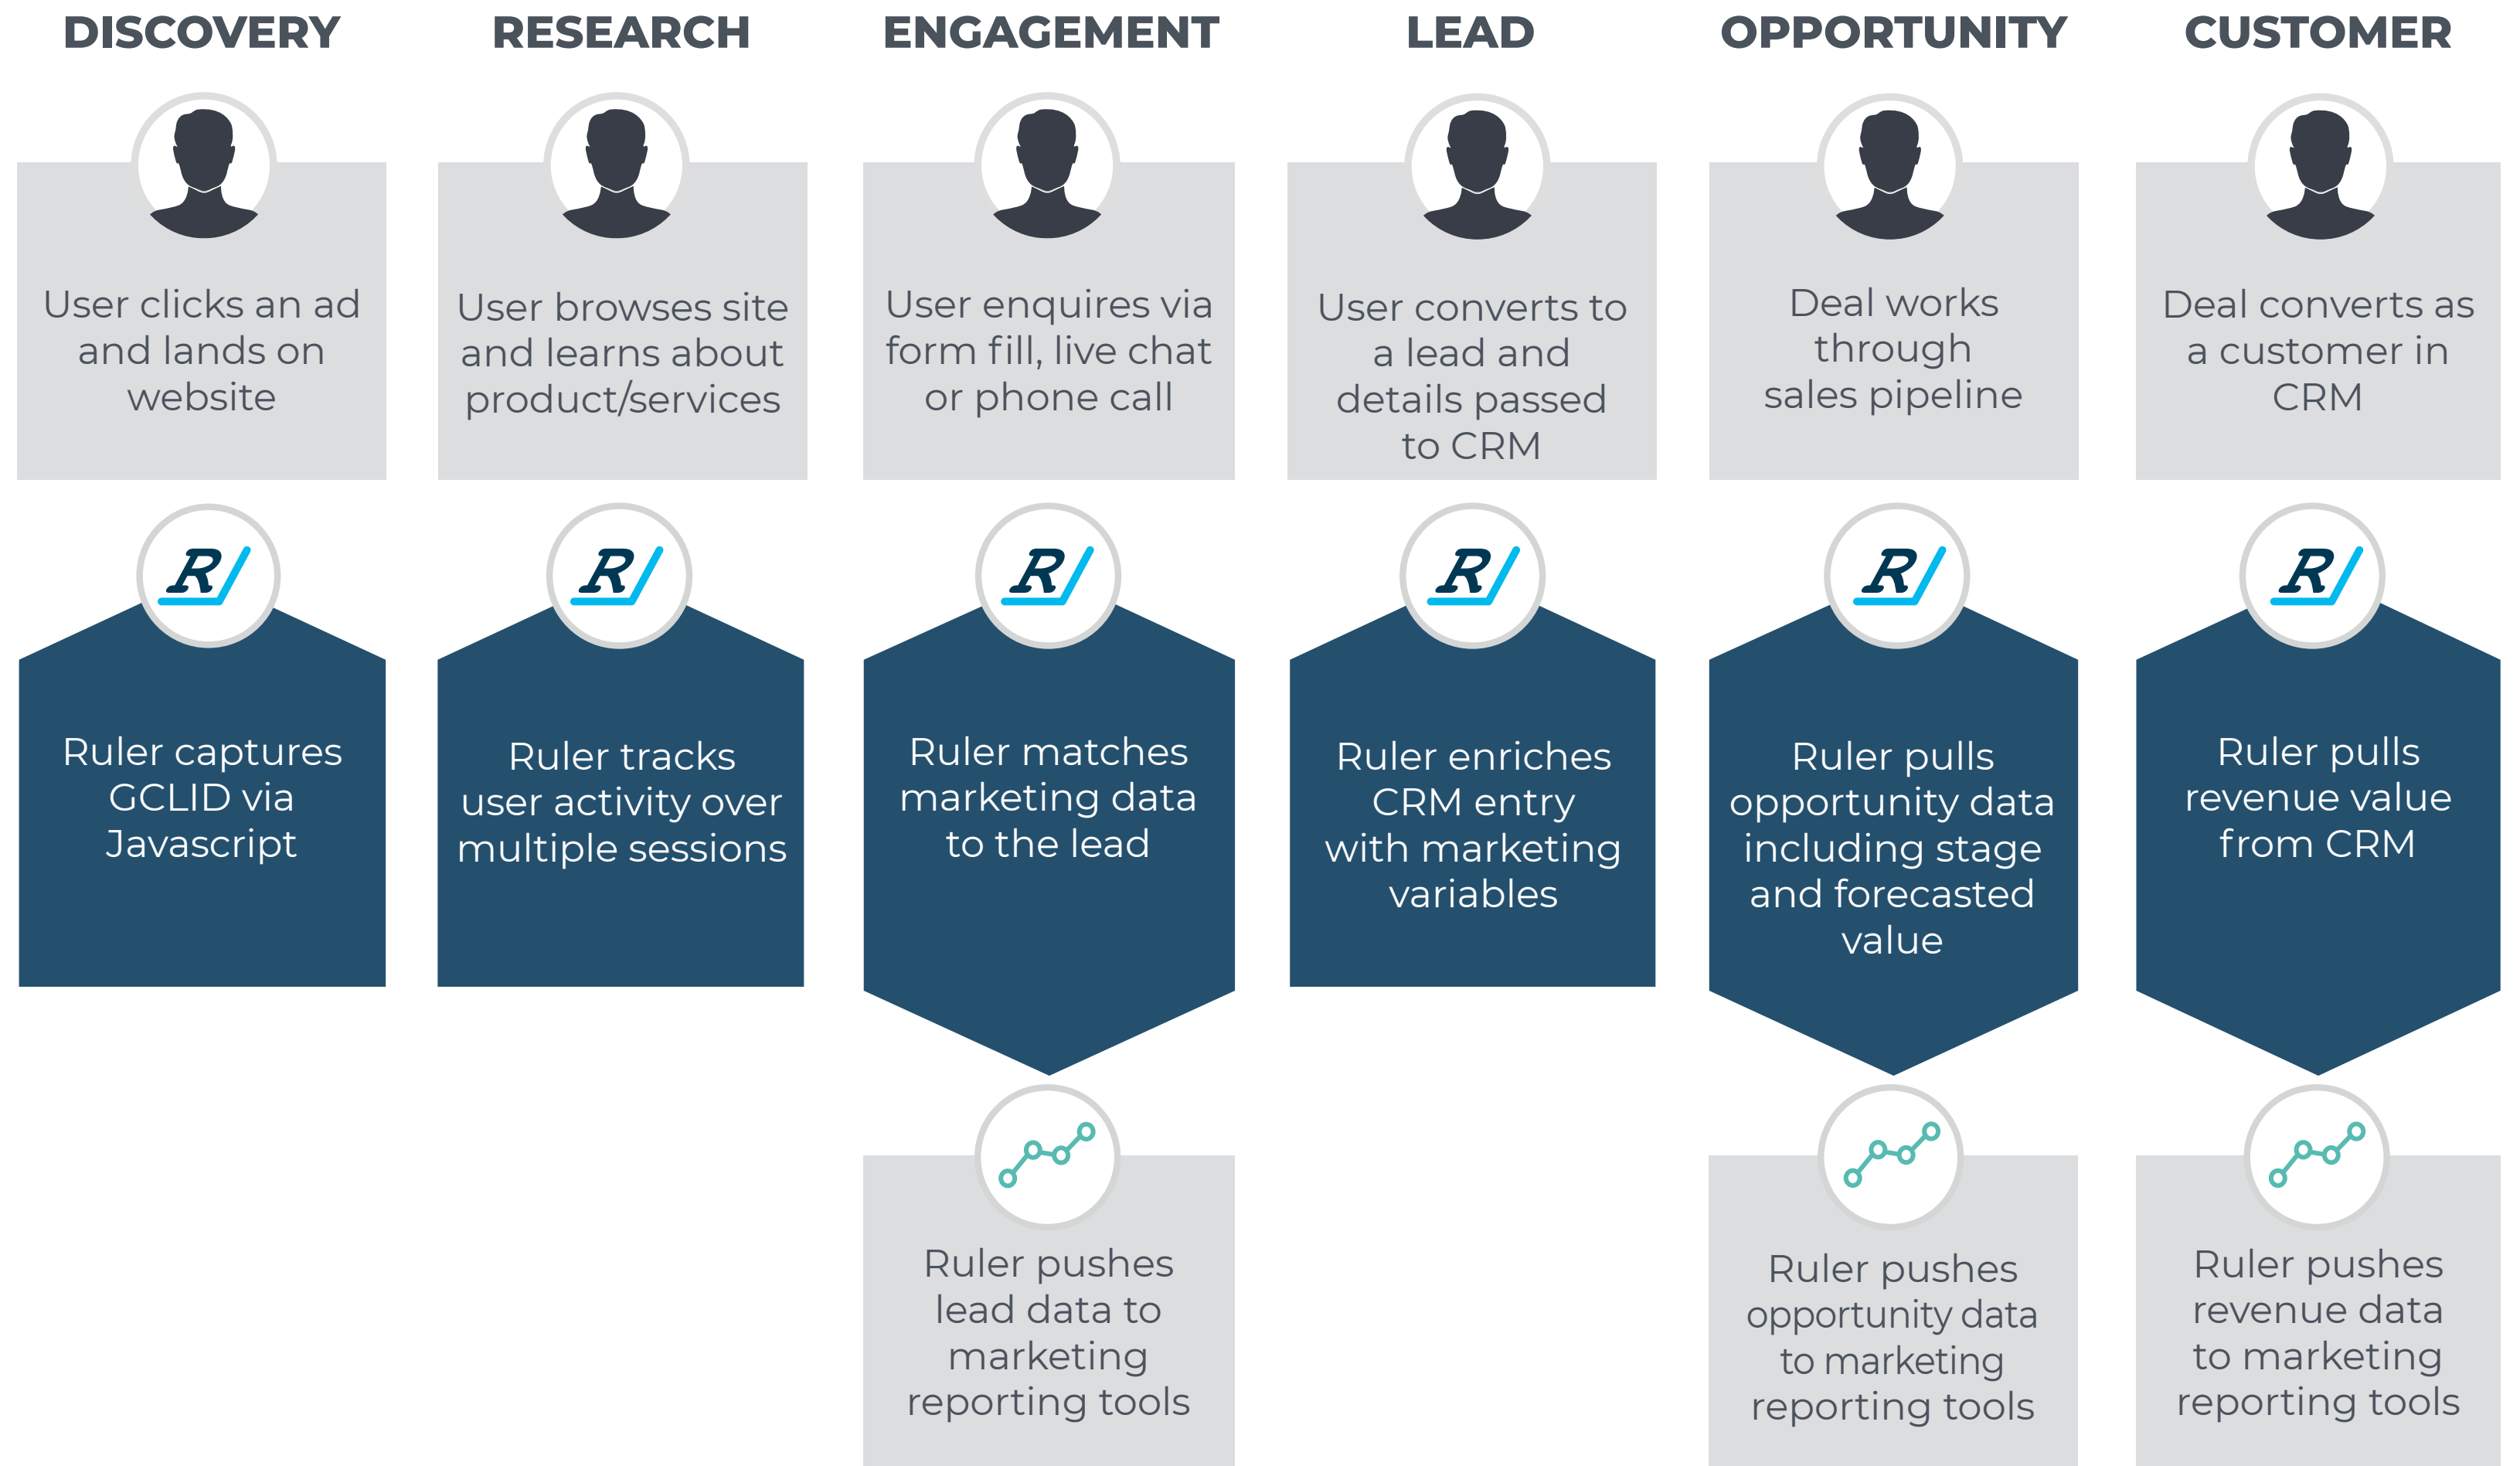 DISCOVERY
RESEARCH
ENGAGEMENT
LEAD
OPPORTUNITY
CUSTOMER
User clicks an ad
and lands on
website
User browses site
and learns about
product/services
User enquires via
form fill, live chat
or phone call
User converts to
a lead and
details passed
to CRM
Deal works
through
sales pipeline
Deal converts as
a customer in
CRM
R
R
R
R
R
R
Ruler captures
GCLID via
Javascript
Ruler tracks
user activity over
multiple sessions
Ruler matches
marketing data
to the lead
Ruler enriches
CRM entry
with marketing
variables
Ruler pulls
opportunity data
including stage
and forecasted
value
Ruler pulls
revenue value
from CRM
Ruler pushes
lead data to
marketing
reporting tools
Ruler pushes
opportunity data
to marketing
reporting tools
Ruler pushes
revenue data
to marketing
reporting tools